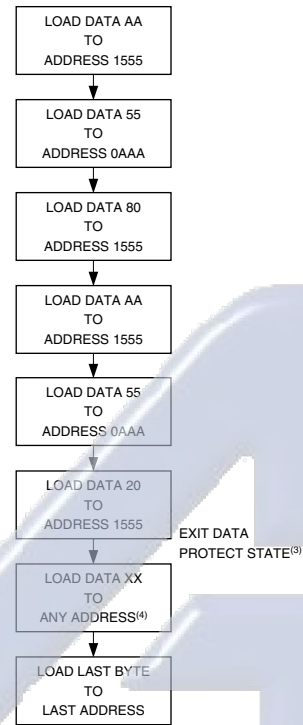 LOAD DATA AA
TO
ADDRESS 1555
LOAD DATA 55
TO
ADDRESS 0AAA
LOAD DATA 80
TO
ADDRESS 1555
LOAD DATA AA
TO
ADDRESS 1555
LOAD DATA 55
TO
ADDRESS 0AAA
LOAD DATA 20
TO
ADDRESS 1555
EXIT DATA
PROTECT STATE(3)
LOAD DATA XX
TO
ANY ADDRESS(4)
LOAD LAST BYTE
TO
LAST ADDRESS